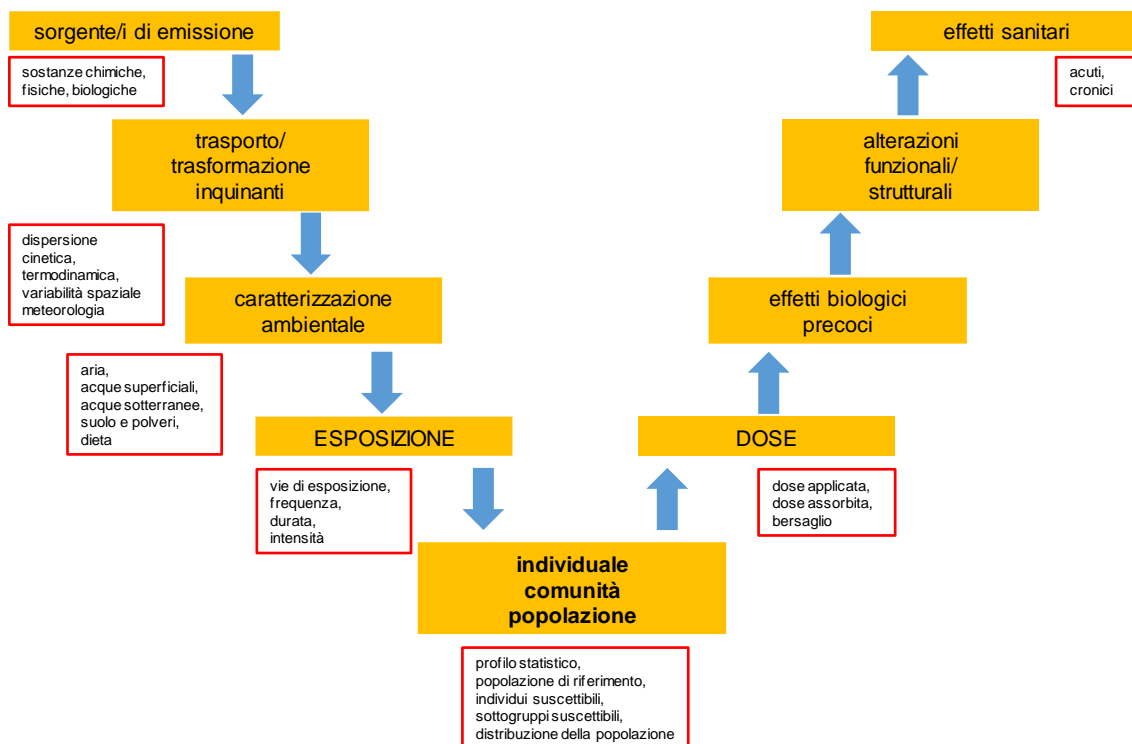 sorgente/i di emissione
sostanze chimiche,
fisiche, biologiche
trasporto/
trasformazione
inquinanti
dispersione
cinetica,
termodinamica,
variabilità spaziale
meteorologia
caratterizzazione
ambientale
aria,
acque superficiali,
acque sotterranee,
suolo e polveri,
dieta
ESPOSIZIONE
vie di esposizione,
frequenza,
durata,
intensità
individuale
comunità
popolazione
profilo statistico,
popolazione di riferimento,
individui suscettibili,
sottogruppi suscettibili,
distribuzione della popolazione
DOSE
dose applicata,
dose assorbita,
bersaglio
effetti biologici
precoci
alterazioni
funzionali/
strutturali
effetti sanitari
acuti,
cronici